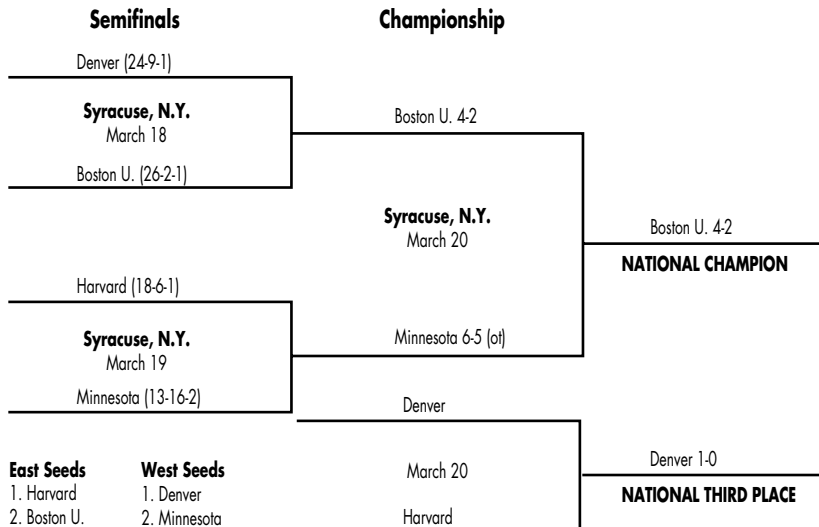 Semifinals
Championship
Denver (24-9-1)
Syracuse, N.Y.
March 18
Boston U. (26-2-1)
Boston U. 4-2
Syracuse, N.Y.
March 20
Boston U. 4-2
NATIONAL CHAMPION
Harvard (18-6-1)
Syracuse, N.Y.
March 19
Minnesota (13-16-2)
Minnesota 6-5 (ot)
Denver
March 20
Harvard
Denver 1-0
NATIONAL THIRD PLACE
East Seeds
1. Harvard
2. Boston U.
West Seeds
1. Denver
2. Minnesota